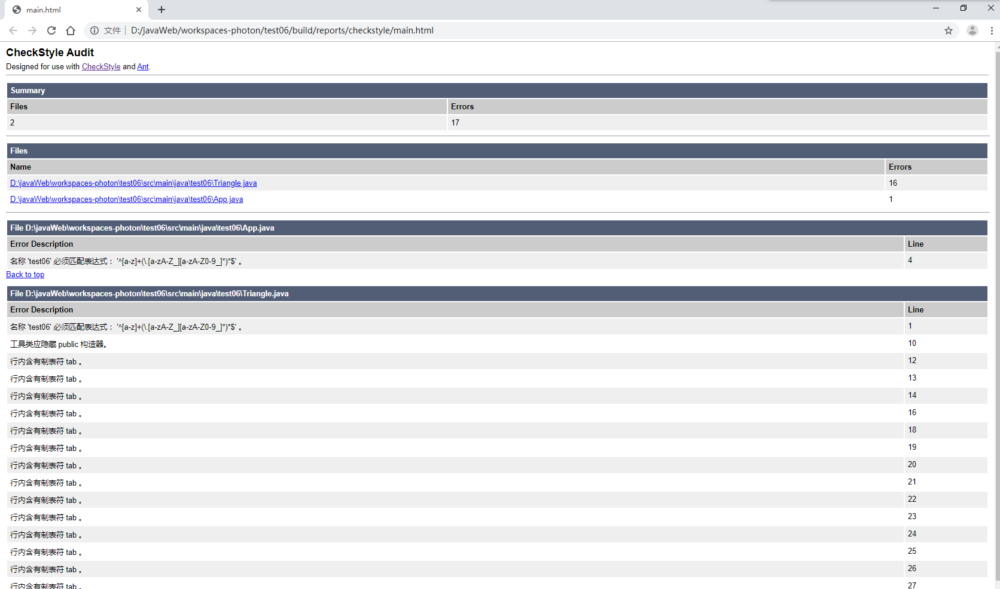 main.html
文件 D:/javaWeb/workspaces-photon/test06/build/reports/checkstyle/main.html
CheckStyle Audit
Designed for use with CheckStyle and Ant.
Summary
Files Errors
2 17
Files
Name Errors
D:\javaWeb\workspaces-photon\test06\src\main\java\test06\Triangle.java 16
D:\javaWeb\workspaces-photon\test06\src\main\java\test06\App.java 1
File D:\javaWeb\workspaces-photon\test06\src\main\java\test06\App.java
Error Description Line
名称 'test06' 必须匹配表达式： '^[a-z]+(\.[a-zA-Z_][a-zA-Z0-9_]*)*$' 。 4
Back to top
File D:\javaWeb\workspaces-photon\test06\src\main\java\test06\Triangle.java
Error Description Line
名称 'test06' 必须匹配表达式： '^[a-z]+(\.[a-zA-Z_][a-zA-Z0-9_]*)*$' 。 1
工具类应隐藏 public 构造器。 10
行内含有制表符 tab 。 12
行内含有制表符 tab 。 13
行内含有制表符 tab 。 14
行内含有制表符 tab 。 16
行内含有制表符 tab 。 18
行内含有制表符 tab 。 19
行内含有制表符 tab 。 20
行内含有制表符 tab 。 21
行内含有制表符 tab 。 22
行内含有制表符 tab 。 23
行内含有制表符 tab 。 24
行内含有制表符 tab 。 25
行内含有制表符 tab 。 26
行内含有制表符 tab 。 27